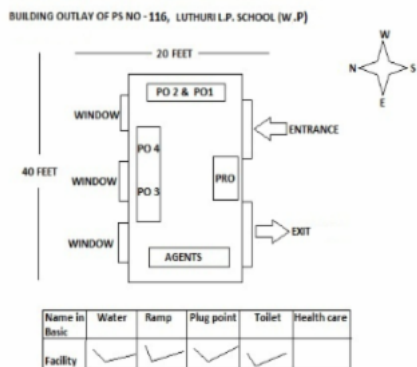 BUILDING OUTLAY OF PS NO -116, LUTHURI L.P. SCHOOL (W .P)
20 FEET
W
N
S
E
PO 2 & PO1
WINDOW
ENTRANCE
PO 4
40 FEET
WINDOW
PO 3
PRO
WINDOW
EXIT
AGENTS
Name in Basic Water Ramp Plug point Toilet Health care
Facility